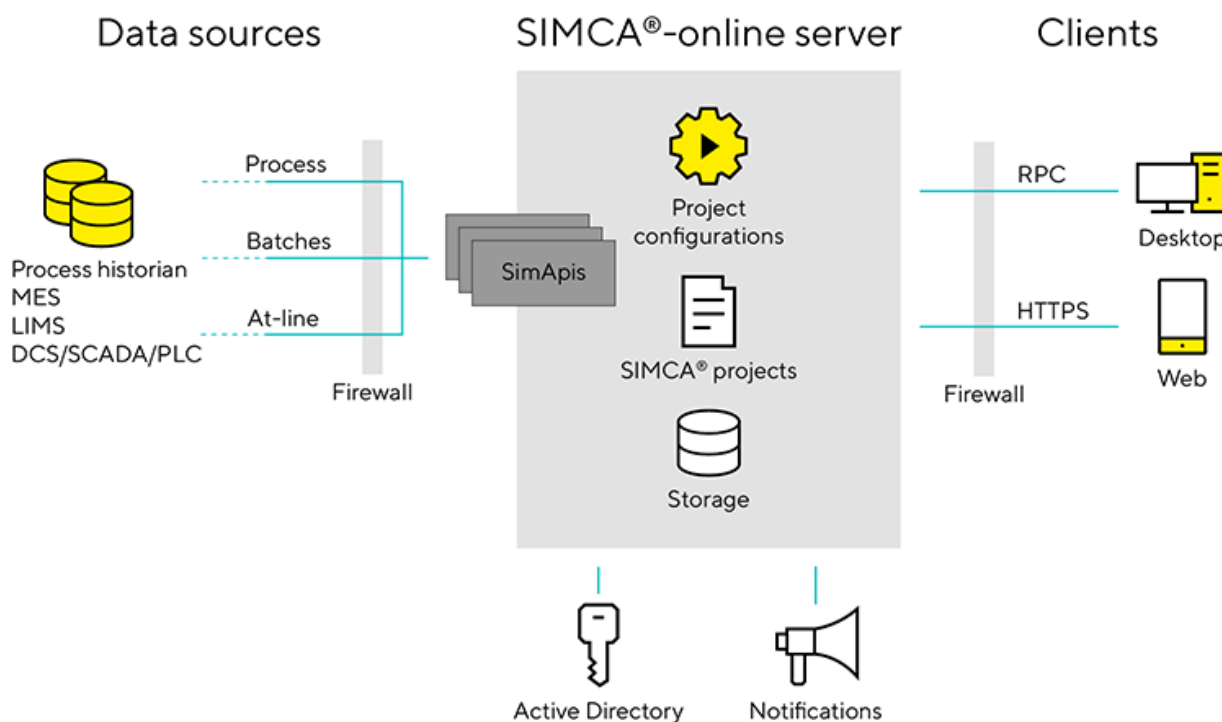 Data sources
SIMCA®-online server
Clients
Process
Batches
At-line
Process historian
MES
LIMS
DCS/SCADA/PLC
Firewall
SimApis
Project
configurations
SIMCA® projects
Storage
RPC
HTTPS
Firewall
Desktop
Web
Active Directory
Notifications